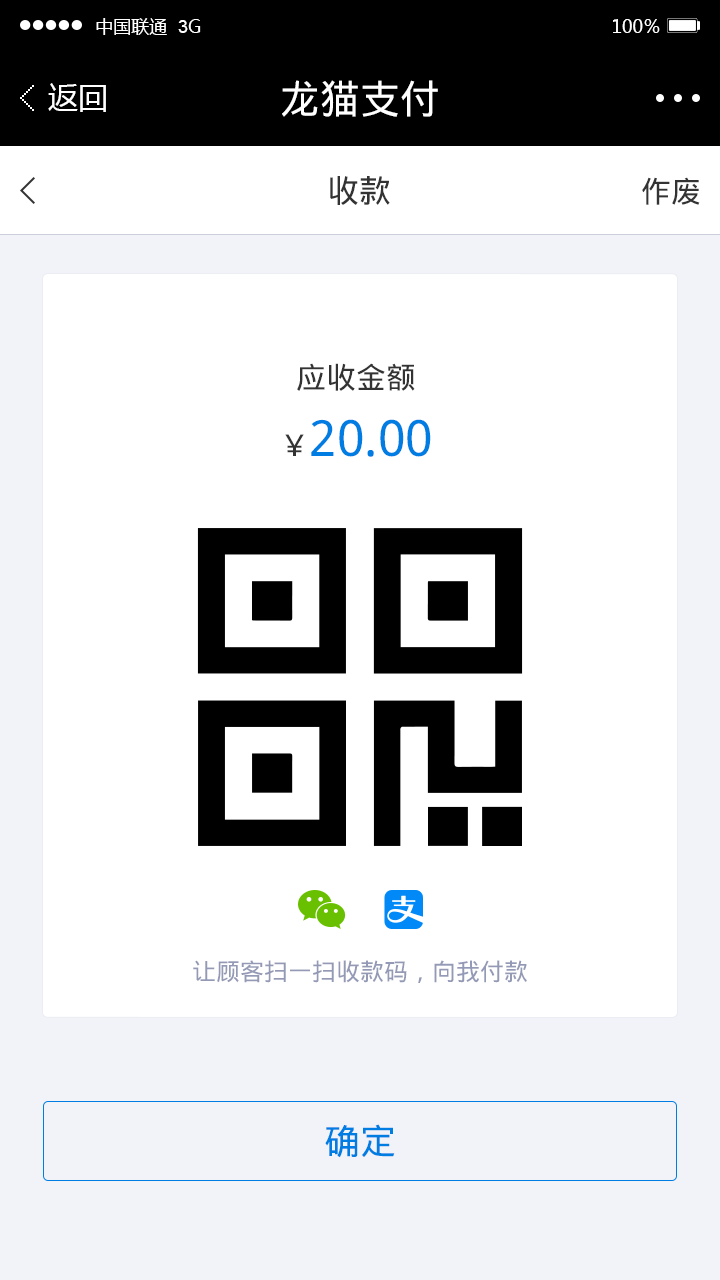 中国联通 3G 100%
返回 龙猫支付
收款 作废
应收金额
¥20.00
支
让顾客扫一扫收款码，向我付款
确定